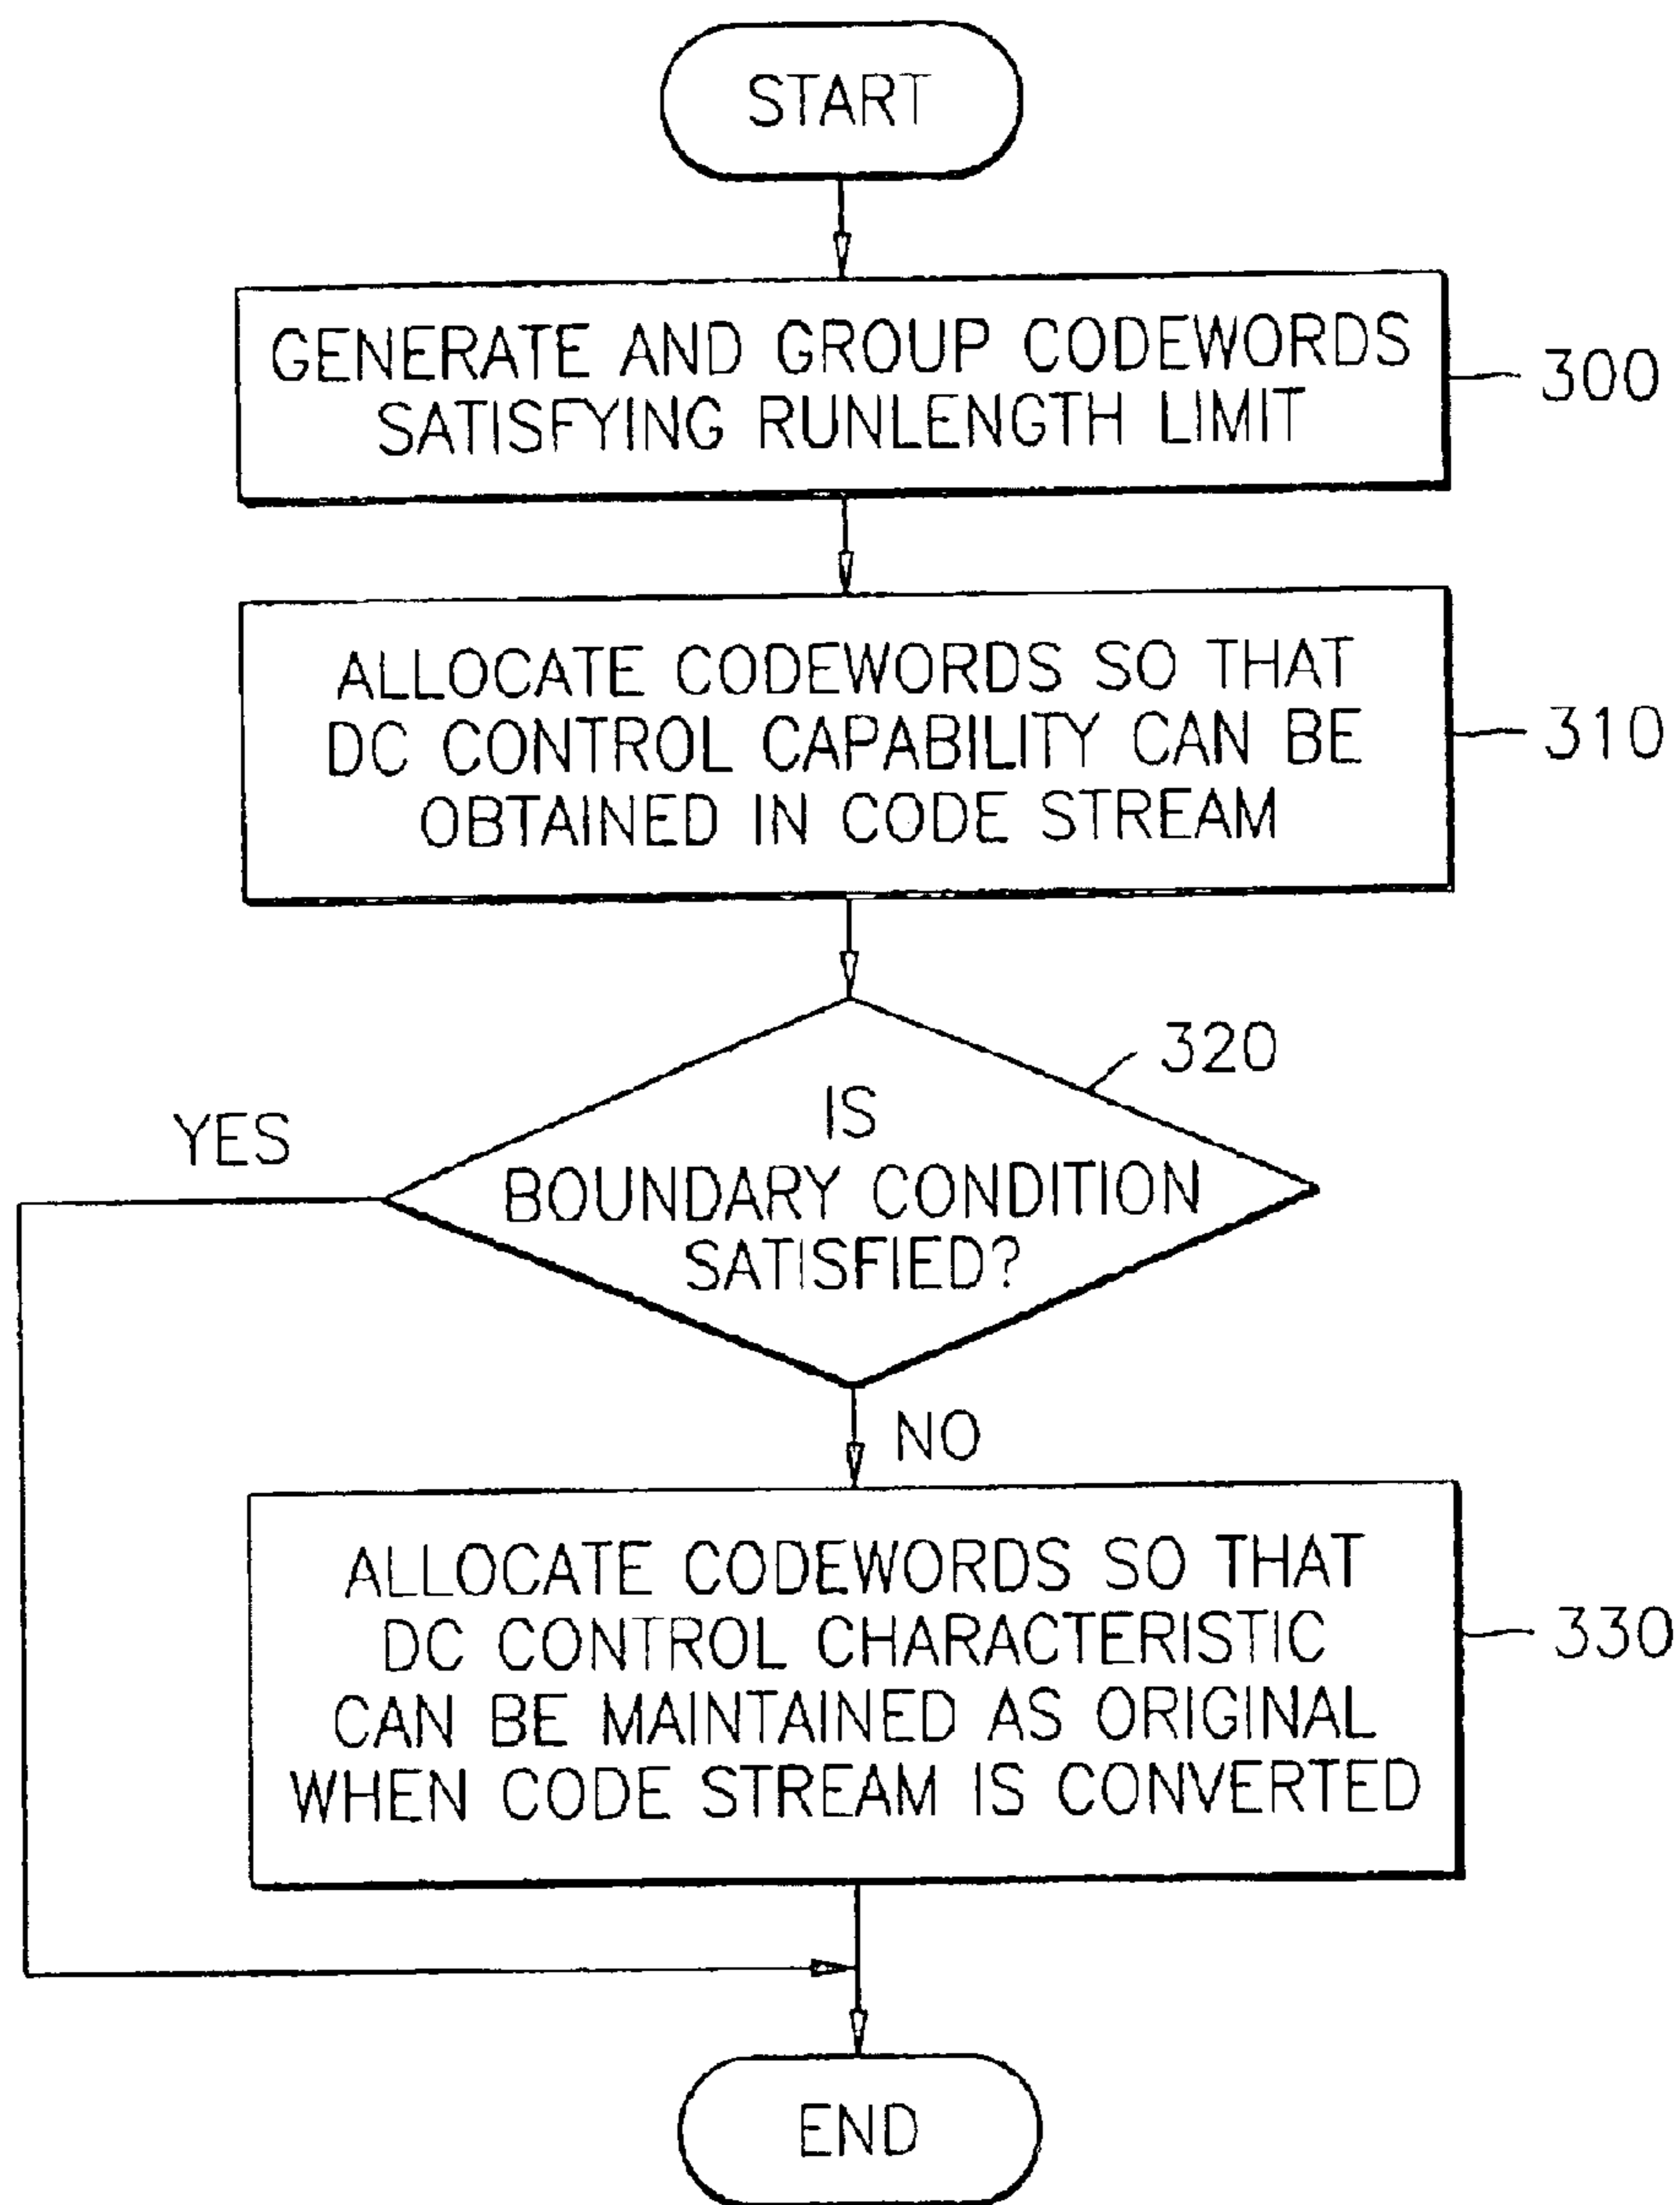 START
GENERATE AND GROUP CODEWORDS
SATISFYING RUNLENGTH LIMIT
300
ALLOCATE CODEWORDS SO THAT
DC CONTROL CAPABILITY CAN BE
OBTAINED IN CODE STREAM
310
320
IS
BOUNDARY CONDITION
SATISFIED?
YES
NO
ALLOCATE CODEWORDS SO THAT
DC CONTROL CHARACTERISTIC
CAN BE MAINTAINED AS ORIGINAL
WHEN CODE STREAM IS CONVERTED
330
END